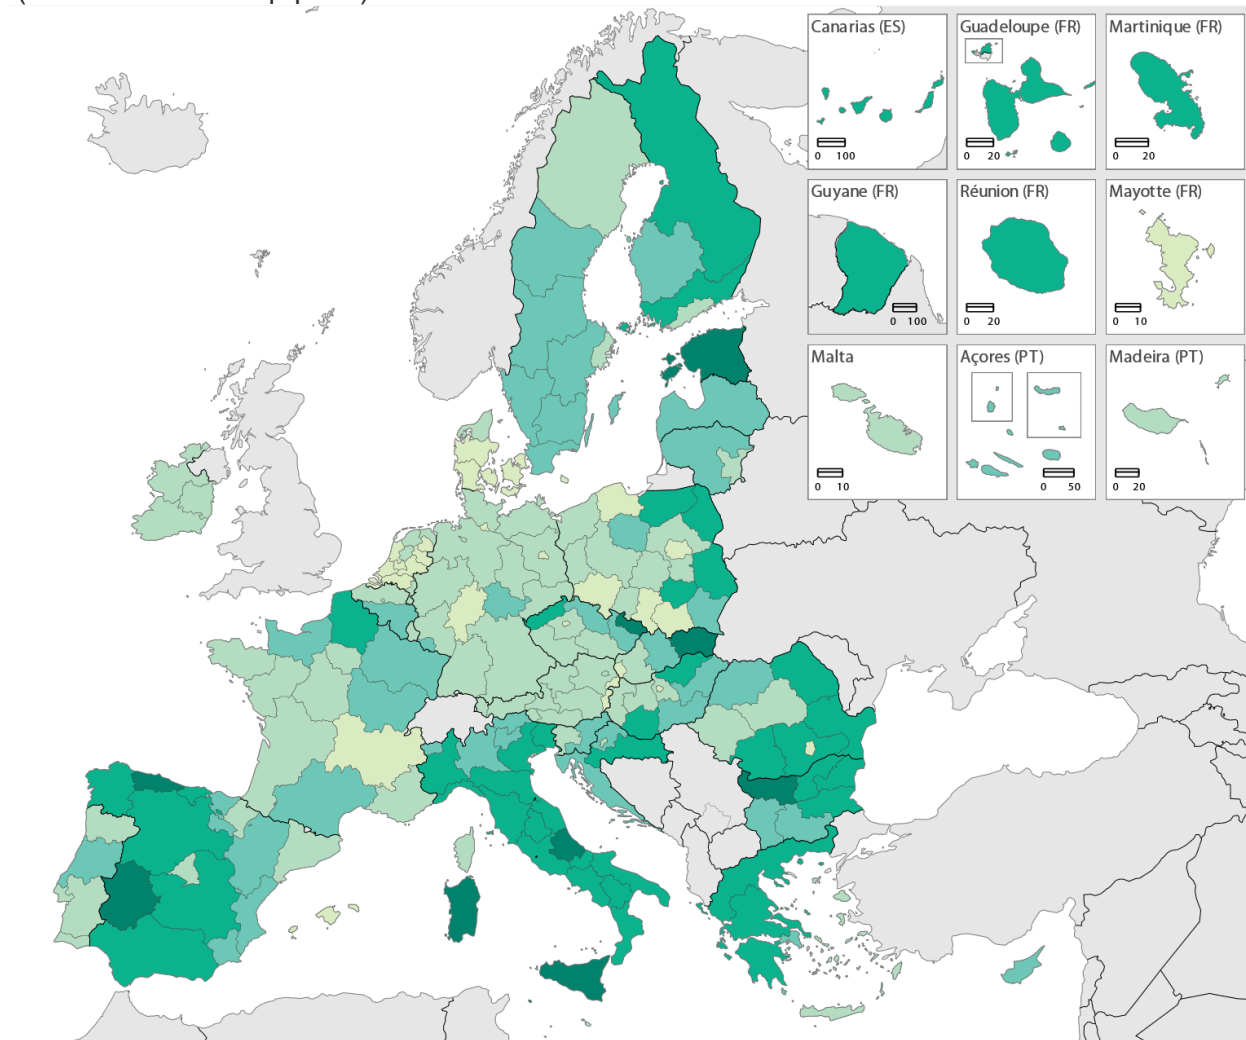 Canarias (ES)
0 100
Guadeloupe (FR)
0 20
Martinique (FR)
0 20
Guyane (FR)
0 100
Réunion (FR)
0 20
Mayotte (FR)
0 10
Malta
0 10
Açores (PT)
0 50
Madeira (PT)
0 20